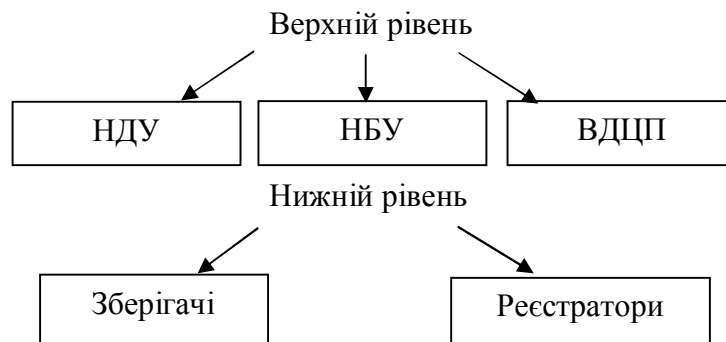 Верхній рівень
НДУ НБУ ВДЦП
Нижній рівень
Зберігачі Реєстратори